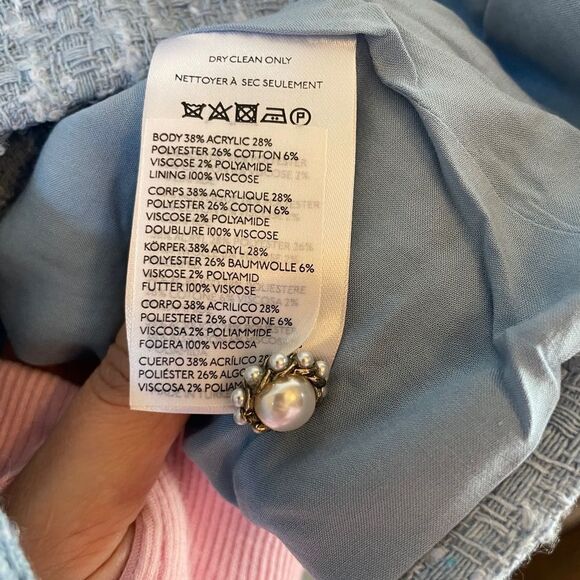 DRY CLEAN ONLY
NETTOYER À SEC SEULEMENT
P
BODY 38% ACRYLIC 28%
POLYESTER 26% COTTON 6%
VISCOSE 2% POLYAMIDE
LINING 100% VISCOSE
CORPS 38% ACRYLIQUE 28%
POLYESTER 26% COTON 6%
VISCOSE 2% POLYAMIDE
DOUBLURE 100% VISCOSE
KÖRPER 38% ACRYL 28%
POLYESTER 26% BAUMWOLLE 6%
VISKOSE 2% POLYAMID
FUTTER 100% VISKOSE
CORPO 38% ACRILICO 28%
POLIESTERE 26% COTONE 6%
VISCOSA 2% POLIAMMIDE
FODERA 100% VISCOSA
CUERPO 38% ACRÍLICO
POLIÉSTER 26%
VISCOSA 2%